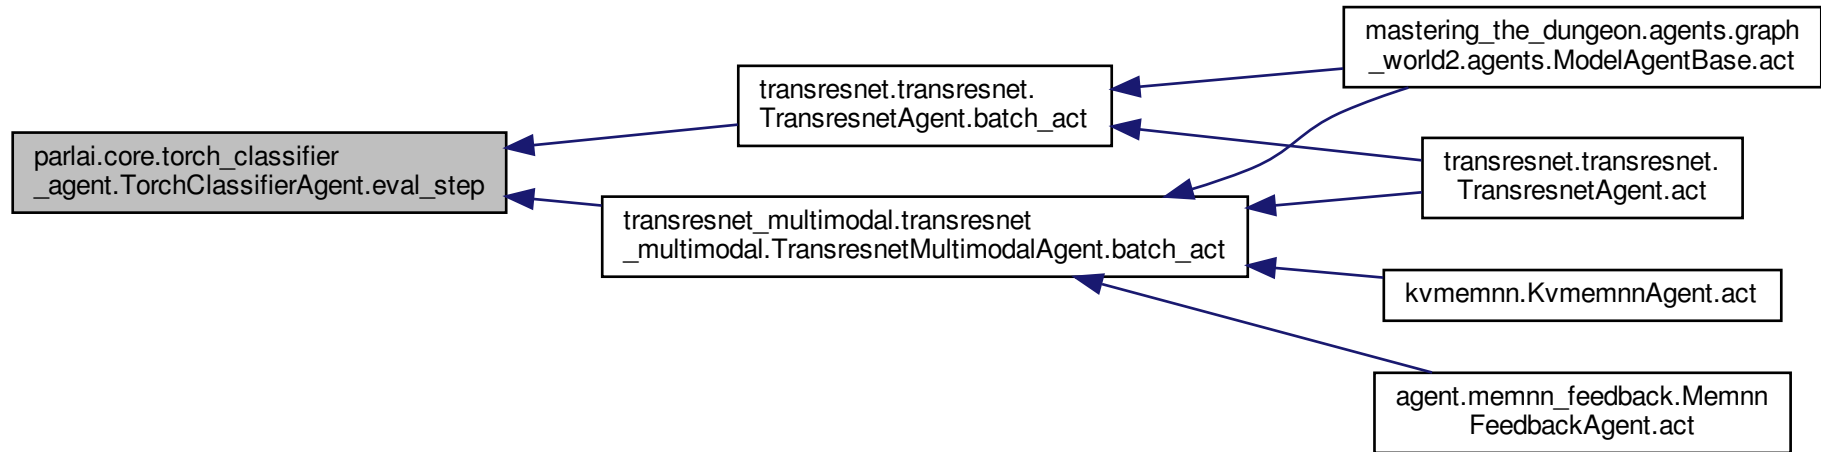 parlai.core.torch_classifier
_agent.TorchClassifierAgent.eval_step
transresnet.transresnet.
TransresnetAgent.batch_act
transresnet_multimodal.transresnet
_multimodal.TransresnetMultimodalAgent.batch_act
mastering_the_dungeon.agents.graph
_world2.agents.ModelAgentBase.act
transresnet.transresnet.
TransresnetAgent.act
kvmemnn.KvmemnnAgent.act
agent.memnn_feedback.Memnn
FeedbackAgent.act